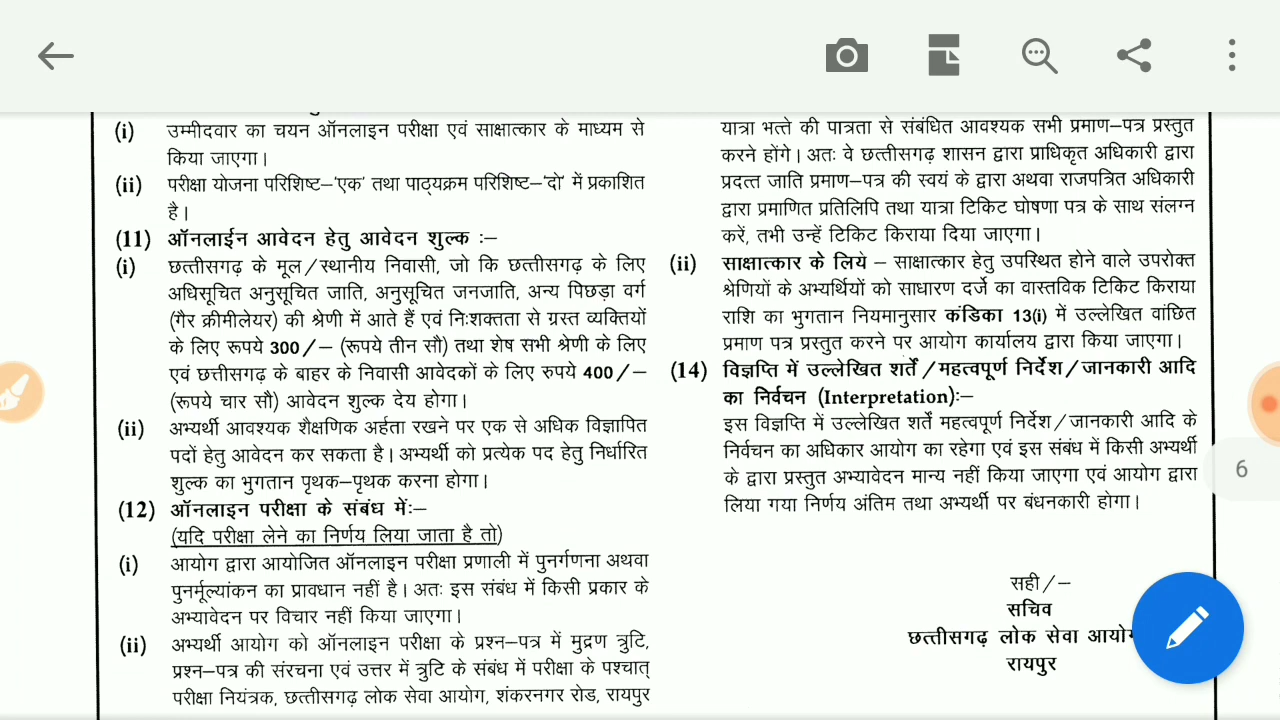 (i) उम्मीदवार का चयन ऑनलाइन परीक्षा एवं साक्षात्कार के माध्यम से
किया जाएगा।
(ii) परीक्षा योजना परिशिष्ट–'एक' तथा पाठ्यक्रम परिशिष्ट–'दो' में प्रकाशित
है।
(11) ऑनलाईन आवेदन हेतु आवेदन शुल्क :–
(i) छत्तीसगढ़ के मूल/स्थानीय निवासी, जो कि छत्तीसगढ़ के लिए
अधिसूचित अनुसूचित जाति, अनुसूचित जनजाति, अन्य पिछड़ा वर्ग
(गैर क्रीमीलेयर) की श्रेणी में आते हैं एवं निःशक्तता से ग्रस्त व्यक्तियों
के लिए रूपये 300/– (रूपये तीन सौ) तथा शेष सभी श्रेणी के लिए
एवं छत्तीसगढ़ के बाहर के निवासी आवेदकों के लिए रुपये 400/–
(रूपये चार सौ) आवेदन शुल्क देय होगा।
(ii) अभ्यर्थी आवश्यक शैक्षणिक अर्हता रखने पर एक से अधिक विज्ञापित
पदों हेतु आवेदन कर सकता है। अभ्यर्थी को प्रत्येक पद हेतु निर्धारित
शुल्क का भुगतान पृथक–पृथक करना होगा।
(12) ऑनलाइन परीक्षा के संबंध में:–
(यदि परीक्षा लेने का निर्णय लिया जाता है तो)
(i) आयोग द्वारा आयोजित ऑनलाइन परीक्षा प्रणाली में पुनर्गणना अथवा
पुनर्मूल्यांकन का प्रावधान नहीं है। अतः इस संबंध में किसी प्रकार के
अभ्यावेदन पर विचार नहीं किया जाएगा।
(ii) अभ्यर्थी आयोग को ऑनलाइन परीक्षा के प्रश्न–पत्र में मुद्रण त्रुटि,
प्रश्न–पत्र की संरचना एवं उत्तर में त्रुटि के संबंध में परीक्षा के पश्चात्
परीक्षा नियंत्रक, छत्तीसगढ़ लोक सेवा आयोग, शंकरनगर रोड, रायपुर
यात्रा भत्ते की पात्रता से संबंधित आवश्यक सभी प्रमाण–पत्र प्रस्तुत
करने होंगे। अतः वे छत्तीसगढ़ शासन द्वारा प्राधिकृत अधिकारी द्वारा
प्रदत्त जाति प्रमाण–पत्र की स्वयं के द्वारा अथवा राजपत्रित अधिकारी
द्वारा प्रमाणित प्रतिलिपि तथा यात्रा टिकिट घोषणा पत्र के साथ संलग्न
करें, तभी उन्हें टिकिट किराया दिया जाएगा।
(ii) साक्षात्कार के लिये – साक्षात्कार हेतु उपस्थित होने वाले उपरोक्त
श्रेणियों के अभ्यर्थियों को साधारण दर्जे का वास्तविक टिकिट किराया
राशि का भुगतान नियमानुसार कंडिका 13(i) में उल्लेखित वांछित
प्रमाण पत्र प्रस्तुत करने पर आयोग कार्यालय द्वारा किया जाएगा।
(14) विज्ञप्ति में उल्लेखित शर्तें/महत्वपूर्ण निर्देश/जानकारी आदि
का निर्वचन (Interpretation):–
इस विज्ञप्ति में उल्लेखित शर्तें महत्वपूर्ण निर्देश/जानकारी आदि के
निर्वचन का अधिकार आयोग का रहेगा एवं इस संबंध में किसी अभ्यर्थी
के द्वारा प्रस्तुत अभ्यावेदन मान्य नहीं किया जाएगा एवं आयोग द्वारा
लिया गया निर्णय अंतिम तथा अभ्यर्थी पर बंधनकारी होगा।
सही/–
सचिव
छत्तीसगढ़ लोक सेवा आयोग
रायपुर
6